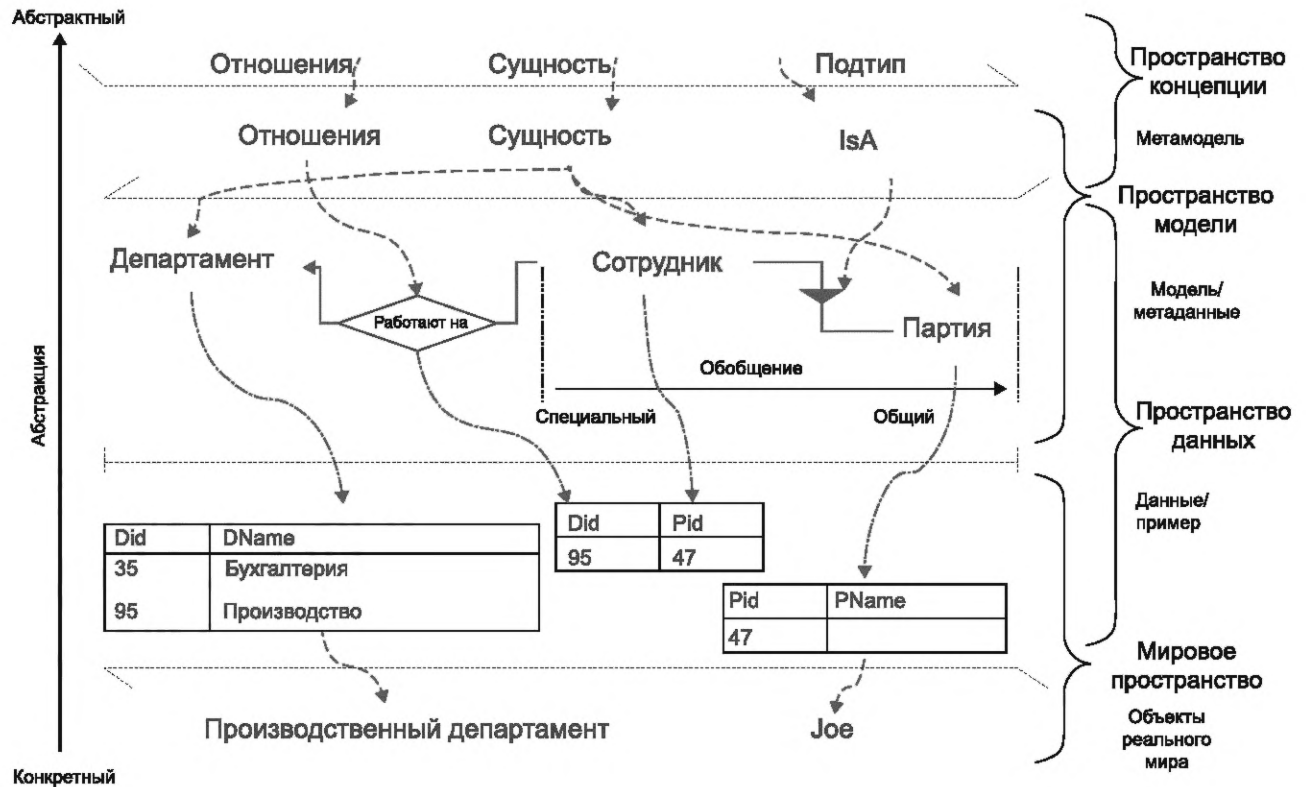 Абстрактный
Отношения Сущность Подтип
Пространство
концепции
Отношения Сущность IsA
Метамодель
Пространство
модели
Департамент Сотрудник
Работают на
Партия
Модель/
метаданные
Обобщение
Специальный Общий
Абстракция
Пространство
данных
Данные/
пример
Did DName
35 Бухгалтерия
95 Производство
Did Pid
95 47
Pid PName
47
Мировое
пространство
Производственный департамент Joe
Объекты
реального
мира
Конкретный